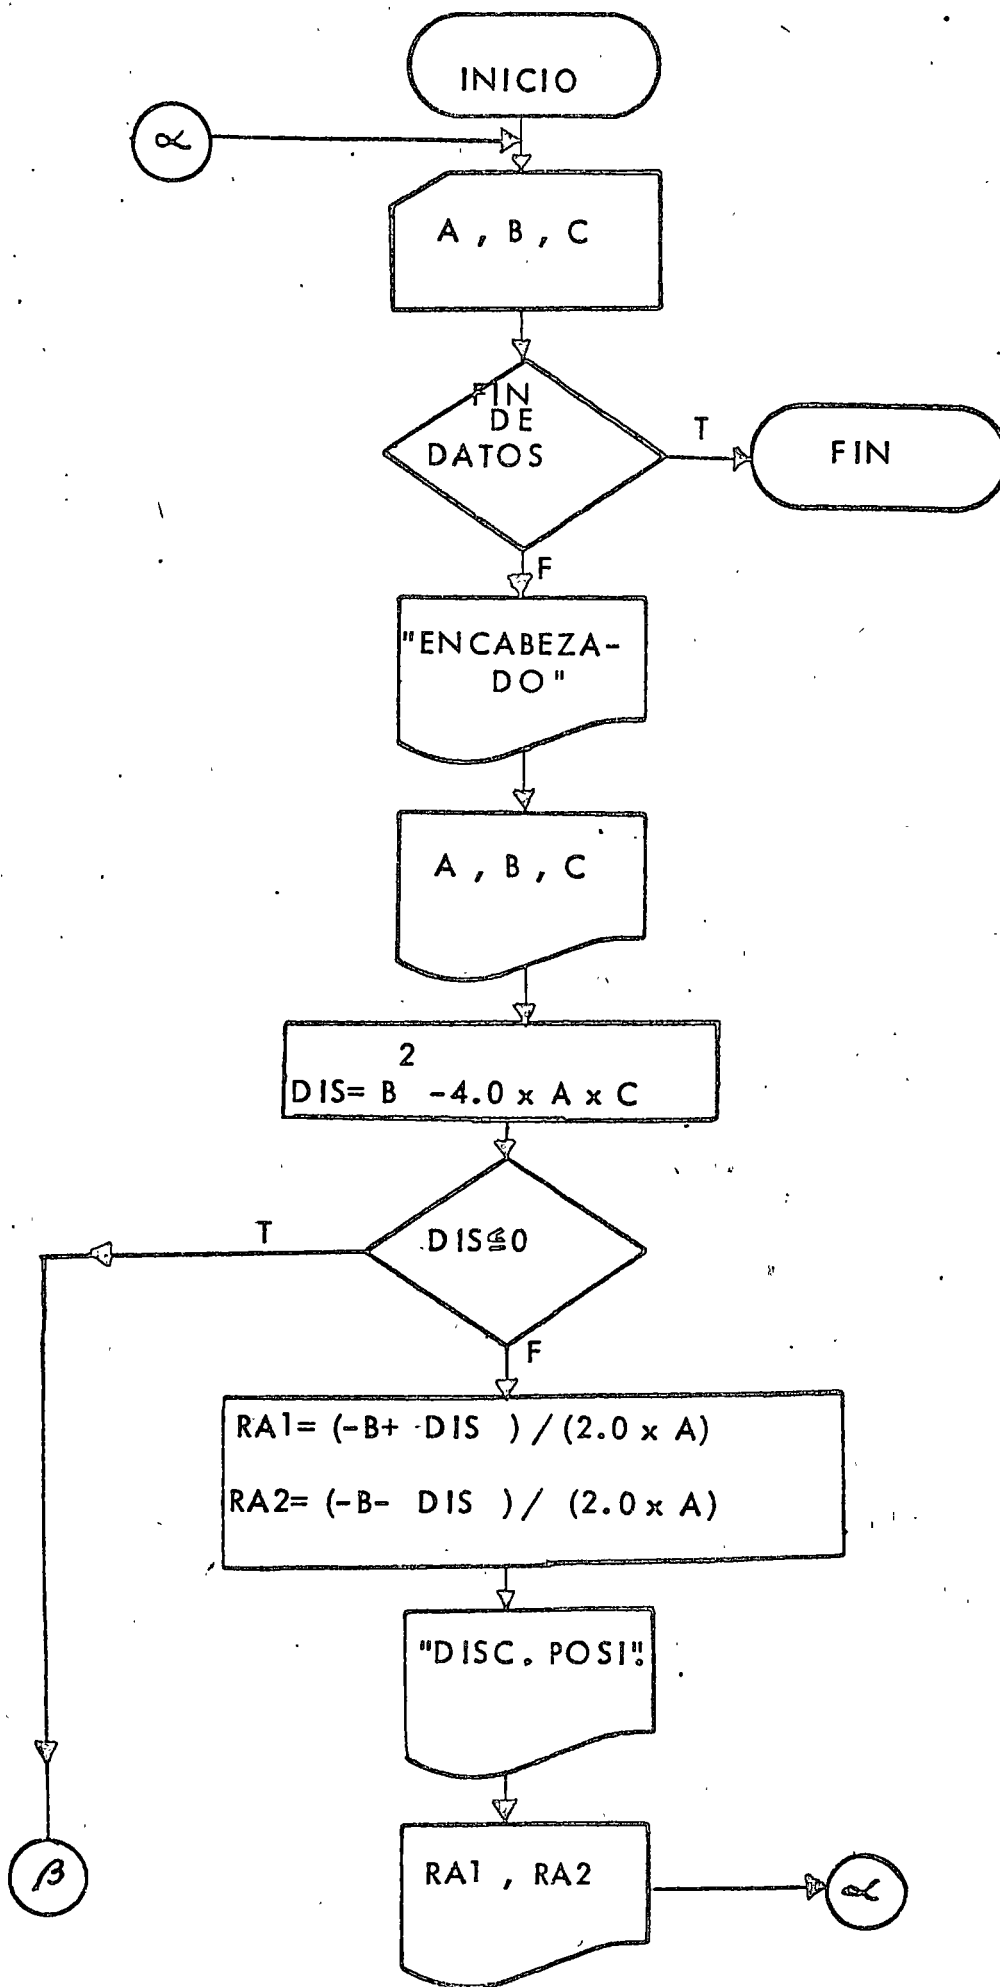 INICIO
α
A , B , C
FIN
DE
DATOS
T
FIN
F
"ENCABEZA-
DO"
A , B , C
2
DIS= B -4.0 x A x C
T
DIS≦0
F
RA1= (-B+ DIS ) / (2.0 x A)
RA2= (-B- DIS ) / (2.0 x A)
"DISC. POSI".
RA1 , RA2
β
α